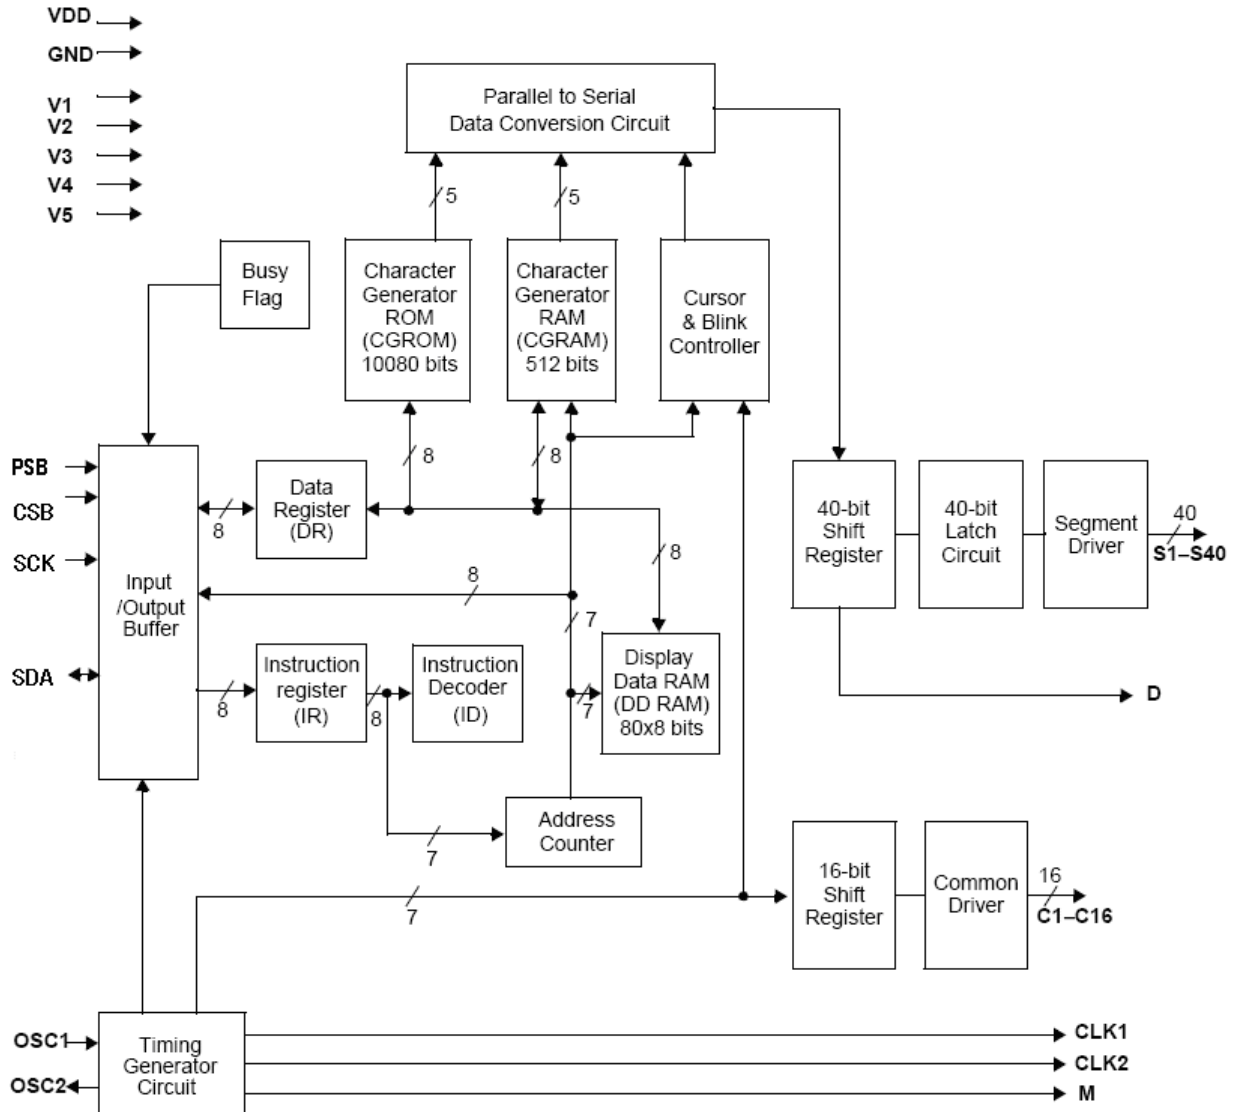 VDD
GND
V1
V2
V3
V4
V5
Parallel to Serial
Data Conversion Circuit
5
5
Busy
Flag
Character
Generator
ROM
(CGROM)
10080 bits
Character
Generator
RAM
(CGRAM)
512 bits
Cursor
& Blink
Controller
8
8
PSB
CSB
SCK
SDA
Input
/Output
Buffer
8
Data
Register
(DR)
8
8
7
40-bit
Shift
Register
40-bit
Latch
Circuit
Segment
Driver
40
S1–S40
8
Instruction
register
(IR)
8
Instruction
Decoder
(ID)
7
Display
Data RAM
(DD RAM)
80x8 bits
D
7
Address
Counter
7
16-bit
Shift
Register
Common
Driver
16
C1–C16
OSC1
OSC2
Timing
Generator
Circuit
CLK1
CLK2
M